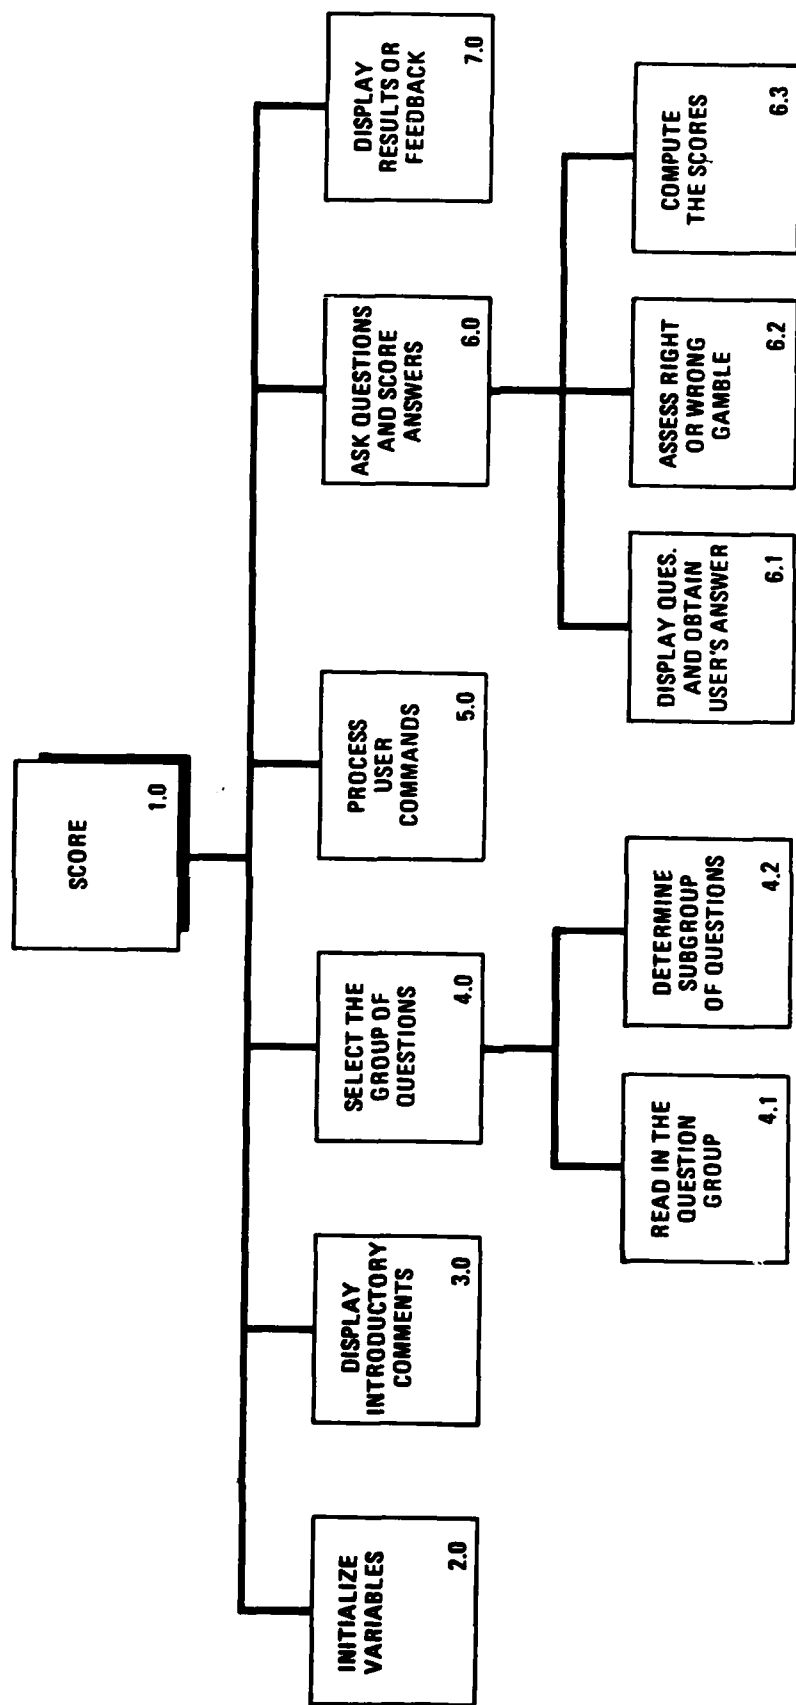 SCORE
1.0
INITIALIZE
VARIABLES
2.0
DISPLAY
INTRODUCTORY
COMMENTS
3.0
SELECT THE
GROUP OF
QUESTIONS
4.0
PROCESS
USER
COMMANDS
5.0
ASK QUESTIONS
AND SCORE
ANSWERS
6.0
DISPLAY
RESULTS OR
FEEDBACK
7.0
READ IN THE
QUESTION
GROUP
4.1
DETERMINE
SUBGROUP
OF QUESTIONS
4.2
DISPLAY QUES.
AND OBTAIN
USER'S ANSWER
6.1
ASSESS RIGHT
OR WRONG
GAMBLE
6.2
COMPUTE
THE SCORES
6.3